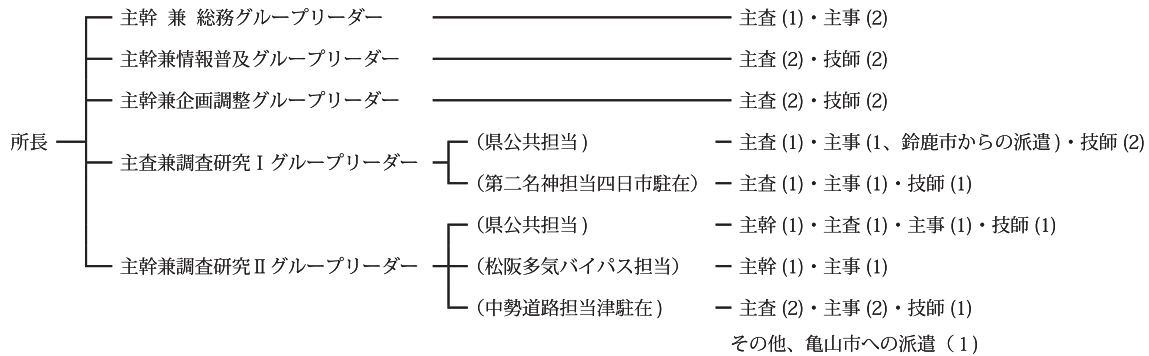 主幹 兼 総務グループリーダー 主査 (1)・主事 (2)
主幹兼情報普及グループリーダー 主査 (2)・技師 (2)
主幹兼企画調整グループリーダー 主査 (2)・技師 (2)
所長
主査兼調査研究Ⅰグループリーダー
（県公共担当 ) 主査 (1)・主事 (1、鈴鹿市からの派遣 )・技師 (2)
（第二名神担当四日市駐在） 主査 (1)・主事 (1)・技師 (1)
主幹兼調査研究Ⅱグループリーダー
（県公共担当 ) 主幹 (1)・主査 (1)・主事 (1)・技師 (1)
（松阪多気バイパス担当） 主幹 (1)・主事 (1)
（中勢道路担当津駐在 ) 主査 (2)・主事 (2)・技師 (1)
その他、亀山市への派遣（ 1 )